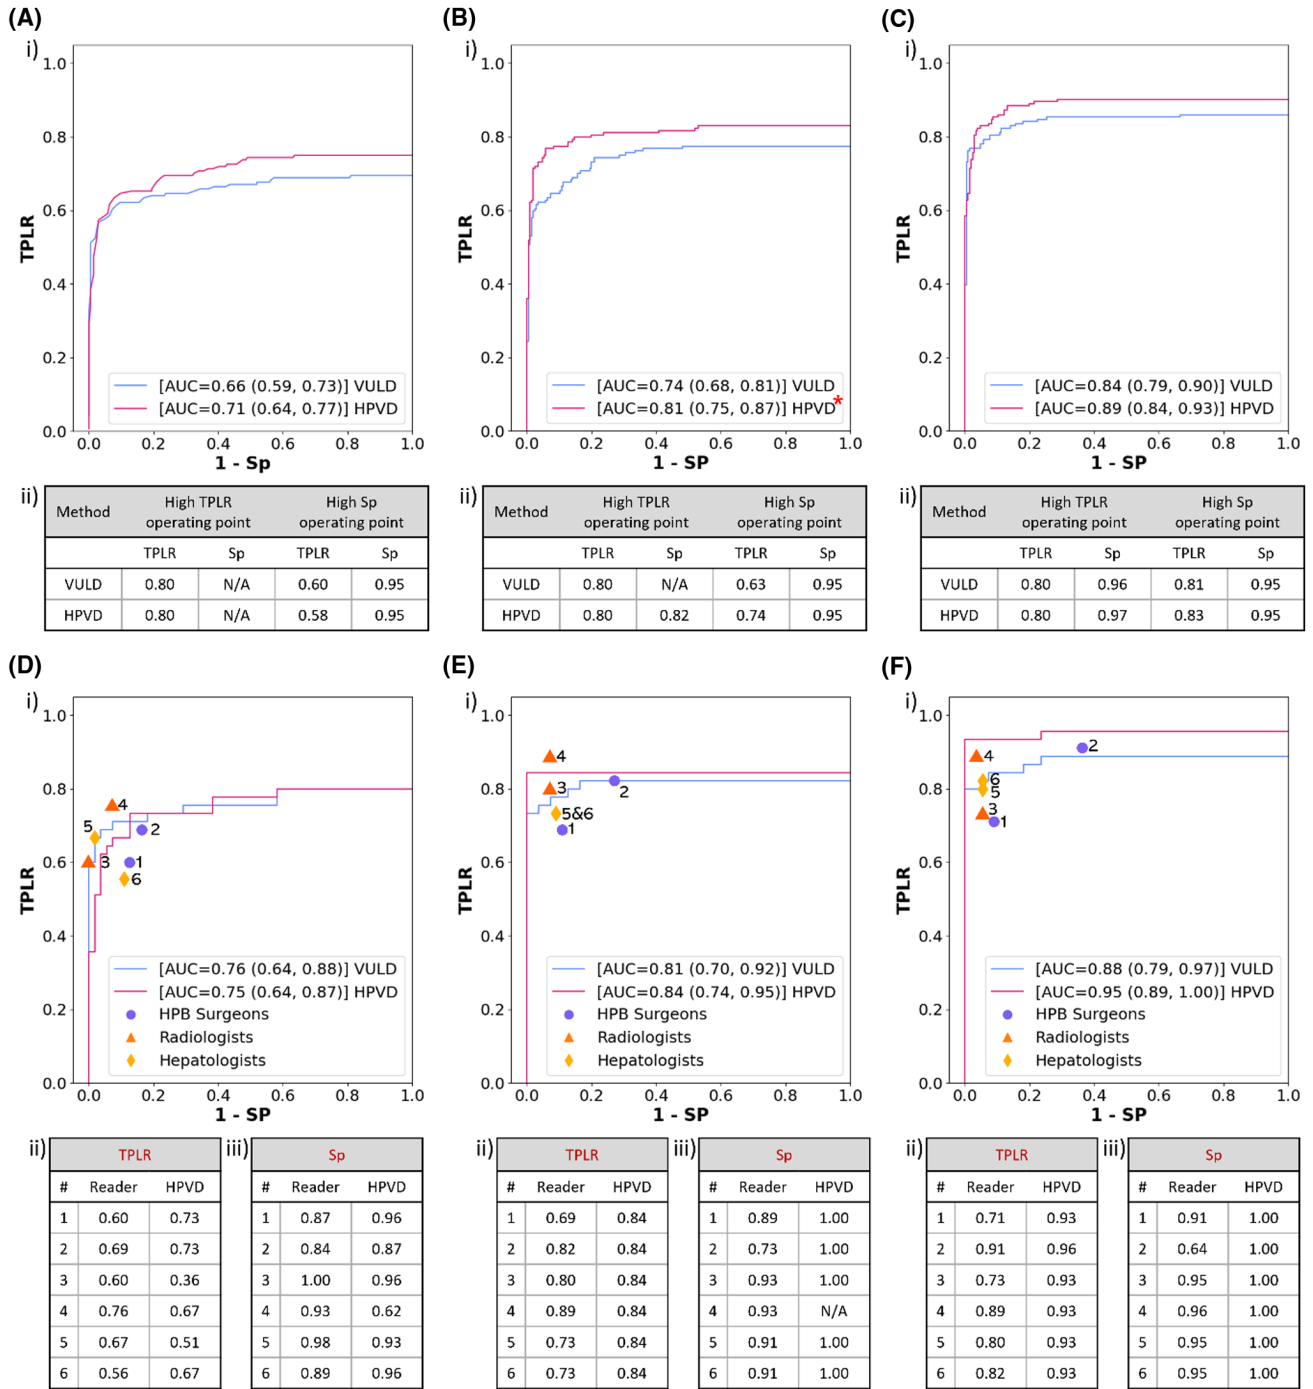 (A)
i)
1.0
0.8
0.6
0.4
0.2
0.0
TPLR
[AUC=0.66 (0.59, 0.73)] VULD
[AUC=0.71 (0.64, 0.77)] HPVD
0.0 0.2 0.4 0.6 0.8 1.0
1 - Sp
ii)
Method High TPLR operating point High Sp operating point
TPLR Sp TPLR Sp
VULD 0.80 N/A 0.60 0.95
HPVD 0.80 N/A 0.58 0.95
(B)
i)
1.0
0.8
0.6
0.4
0.2
0.0
TPLR
[AUC=0.74 (0.68, 0.81)] VULD
[AUC=0.81 (0.75, 0.87)] HPVD*
0.0 0.2 0.4 0.6 0.8 1.0
1 - SP
ii)
Method High TPLR operating point High Sp operating point
TPLR Sp TPLR Sp
VULD 0.80 N/A 0.63 0.95
HPVD 0.80 0.82 0.74 0.95
(C)
i)
1.0
0.8
0.6
0.4
0.2
0.0
TPLR
[AUC=0.84 (0.79, 0.90)] VULD
[AUC=0.89 (0.84, 0.93)] HPVD
0.0 0.2 0.4 0.6 0.8 1.0
1 - SP
ii)
Method High TPLR operating point High Sp operating point
TPLR Sp TPLR Sp
VULD 0.80 0.96 0.81 0.95
HPVD 0.80 0.97 0.83 0.95
(D)
i)
1.0
0.8
0.6
0.4
0.2
0.0
TPLR
4
5
2
3
1
6
[AUC=0.76 (0.64, 0.88)] VULD
[AUC=0.75 (0.64, 0.87)] HPVD
HPB Surgeons
Radiologists
Hepatologists
0.0 0.2 0.4 0.6 0.8 1.0
1 - SP
ii)
TPLR
# Reader HPVD
1 0.60 0.73
2 0.69 0.73
3 0.60 0.36
4 0.76 0.67
5 0.67 0.51
6 0.56 0.67
iii)
Sp
# Reader HPVD
1 0.87 0.96
2 0.84 0.87
3 1.00 0.96
4 0.93 0.62
5 0.98 0.93
6 0.89 0.96
(E)
i)
1.0
0.8
0.6
0.4
0.2
0.0
TPLR
4
3
2
5&6
1
[AUC=0.81 (0.70, 0.92)] VULD
[AUC=0.84 (0.74, 0.95)] HPVD
HPB Surgeons
Radiologists
Hepatologists
0.0 0.2 0.4 0.6 0.8 1.0
1 - SP
ii)
TPLR
# Reader HPVD
1 0.69 0.84
2 0.82 0.84
3 0.80 0.84
4 0.89 0.84
5 0.73 0.84
6 0.73 0.84
iii)
Sp
# Reader HPVD
1 0.89 1.00
2 0.73 1.00
3 0.93 1.00
4 0.93 N/A
5 0.91 1.00
6 0.91 1.00
(F)
i)
1.0
0.8
0.6
0.4
0.2
0.0
TPLR
2
4
6
5
3
1
[AUC=0.88 (0.79, 0.97)] VULD
[AUC=0.95 (0.89, 1.00)] HPVD
HPB Surgeons
Radiologists
Hepatologists
0.0 0.2 0.4 0.6 0.8 1.0
1 - SP
ii)
TPLR
# Reader HPVD
1 0.71 0.93
2 0.91 0.96
3 0.73 0.93
4 0.89 0.93
5 0.80 0.93
6 0.82 0.93
iii)
Sp
# Reader HPVD
1 0.91 1.00
2 0.64 1.00
3 0.95 1.00
4 0.96 1.00
5 0.95 1.00
6 0.95 1.00